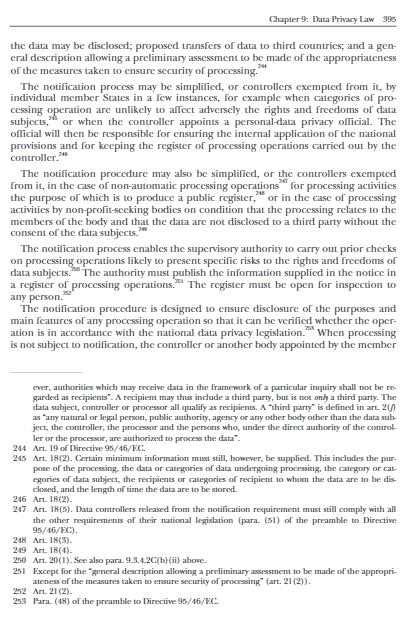 Chapter 9: Data Privacy Law 395
the data may be disclosed; proposed transfers of data to third countries; and a gen-
eral description allowing a preliminary assessment to be made of the appropriateness
of the measures taken to ensure security of processing.244
The notification process may be simplified, or controllers exempted from it, by
individual member States in a few instances, for example when categories of pro-
cessing operation are unlikely to affect adversely the rights and freedoms of data
subjects,245 or when the controller appoints a personal-data privacy official. The
official will then be responsible for ensuring the internal application of the national
provisions and for keeping the register of processing operations carried out by the
controller.246
The notification procedure may also be simplified, or the controllers exempted
from it, in the case of non-automatic processing operations247 for processing activities
the purpose of which is to produce a public register,248 or in the case of processing
activities by non-profit-seeking bodies on condition that the processing relates to the
members of the body and that the data are not disclosed to a third party without the
consent of the data subjects.249
The notification process enables the supervisory authority to carry out prior checks
on processing operations likely to present specific risks to the rights and freedoms of
data subjects.250 The authority must publish the information supplied in the notice in
a register of processing operations.251 The register must be open for inspection to
any person.252
The notification procedure is designed to ensure disclosure of the purposes and
main features of any processing operation so that it can be verified whether the oper-
ation is in accordance with the national data privacy legislation.253 When processing
is not subject to notification, the controller or another body appointed by the member
ever, authorities which may receive data in the framework of a particular inquiry shall not be re-
garded as recipients”. A recipient may thus include a third party, but is not only a third party. The
data subject, controller or processor all qualify as recipients. A “third party” is defined in art. 2(f)
as “any natural or legal person, public authority, agency or any other body other than the data sub-
ject, the controller, the processor and the persons who, under the direct authority of the control-
ler or the processor, are authorized to process the data”.
244 Art. 19 of Directive 95/46/EC.
245 Art. 18(2). Certain minimum information must still, however, be supplied. This includes the pur-
pose of the processing, the data or categories of data undergoing processing, the category or cat-
egories of data subject, the recipients or categories of recipient to whom the data are to be dis-
closed, and the length of time the data are to be stored.
246 Art. 18(2).
247 Art. 18(5). Data controllers released from the notification requirement must still comply with all
the other requirements of their national legislation (para. (51) of the preamble to Directive
95/46/EC).
248 Art. 18(3).
249 Art. 18(4).
250 Art. 20(1). See also para. 9.3.4.2C(b)(ii) above.
251 Except for the “general description allowing a preliminary assessment to be made of the appropri-
ateness of the measures taken to ensure security of processing” (art. 21(2)).
252 Art. 21(2).
253 Para. (48) of the preamble to Directive 95/46/EC.